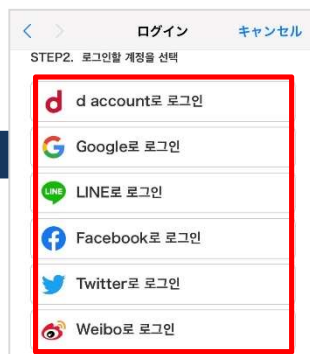 ログイン キャンセル
STEP2. 로그인할 계정을 선택
d account로 로그인
Google로 로그인
LINE
LINE로 로그인
Facebook로 로그인
Twitter로 로그인
Weibo로 로그인